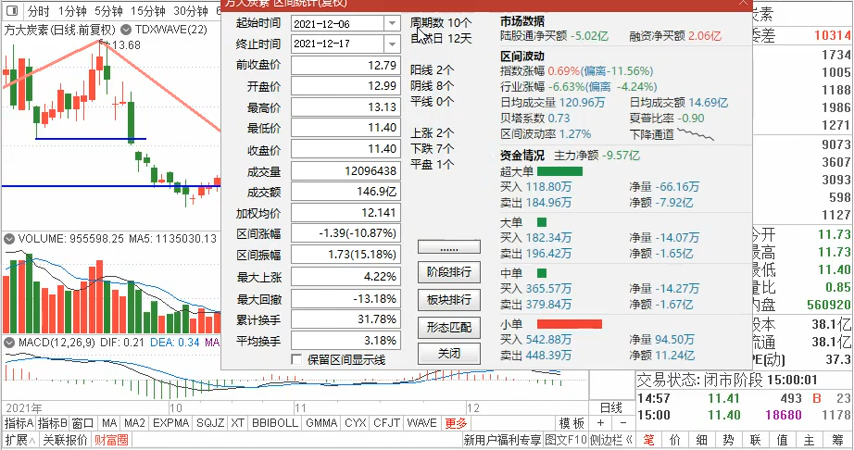 方大炭素 区间统计(复权)
分时 1分钟 5分钟 15分钟 30分钟 6
方大炭素(日线.前复权) TDXWAVE(22)
13.68
起始时间 2021-12-06
终止时间 2021-12-17
前收盘价 12.79
开盘价 12.99
最高价 13.13
最低价 11.40
收盘价 11.40
成交量 12096438
成交额 146.9亿
加权均价 12.141
区间涨幅 -1.39(-10.87%)
区间振幅 1.73(15.18%)
最大上涨 4.22%
最大回撤 -13.18%
累计换手 31.78%
平均换手 3.18%
保留区间显示线
周期数 10个
自然日 12天
阳线 2个
阴线 8个
平线 0个
上涨 2个
下跌 7个
平盘 1个
......
阶段排行
板块排行
形态匹配
关闭
市场数据
陆股通净买额 -5.02亿 融资净买额 2.06亿
区间波动
指数涨幅 0.69%(偏离-11.56%)
行业涨幅 -6.63%(偏离 -4.24%)
日均成交量 120.96万 日均成交额 14.69亿
贝塔系数 0.73 夏普比率 -0.90
区间波动率 1.27% 下降通道
资金情况 主力净额 -9.57亿
超大单
买入 118.80万 净量 -66.16万
卖出 184.96万 净额 -7.92亿
大单
买入 182.34万 净量 -14.07万
卖出 196.42万 净额 -1.65亿
中单
买入 365.57万 净量 -14.27万
卖出 379.84万 净额 -1.67亿
小单
买入 542.88万 净量 94.50万
卖出 448.39万 净额 11.24亿
炭素
委差 10314
1734
1005
1188
1986
1271
9073
3607
3093
598
1127
今开 11.73
最高 11.73
最低 11.40
量比 0.85
内盘 560920
股本 38.1亿
流通 38.1亿
PE(动) 37.3
交易状态: 闭市阶段 15:00:01
14:57 11.41 493 B 23
15:00 11.40 18680 1178
VOLUME: 955598.25 MA5: 1135030.13
MACD(12,26,9) DIF: 0.21 DEA: 0.34 MA
2021年 10 11 12 日线
指标A 指标B 窗口 MA MA2 EXPMA SQJZ XT BBIBOLL GMMA CYX CFJT WAVE 更多 模板 + −
扩展∧ 关联报价 财富圈 新用户福利专享 图文F10 侧边栏《 笔 价 细 势 联 值 主 筹